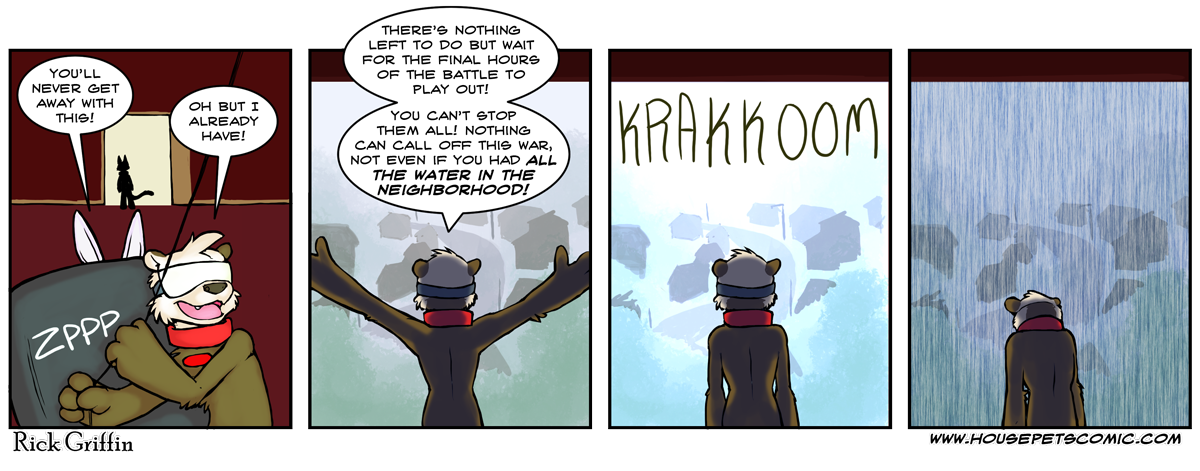 YOU'LL
NEVER GET
AWAY WITH
THIS!
OH BUT I
ALREADY
HAVE!
ZPPP
THERE'S NOTHING
LEFT TO DO BUT WAIT
FOR THE FINAL HOURS
OF THE BATTLE TO
PLAY OUT!
YOU CAN'T STOP
THEM ALL! NOTHING
CAN CALL OFF THIS WAR,
NOT EVEN IF YOU HAD ALL
THE WATER IN THE
NEIGHBORHOOD!
KRAKKOOM
Rick Griffin
WWW.HOUSEPETSCOMIC.COM